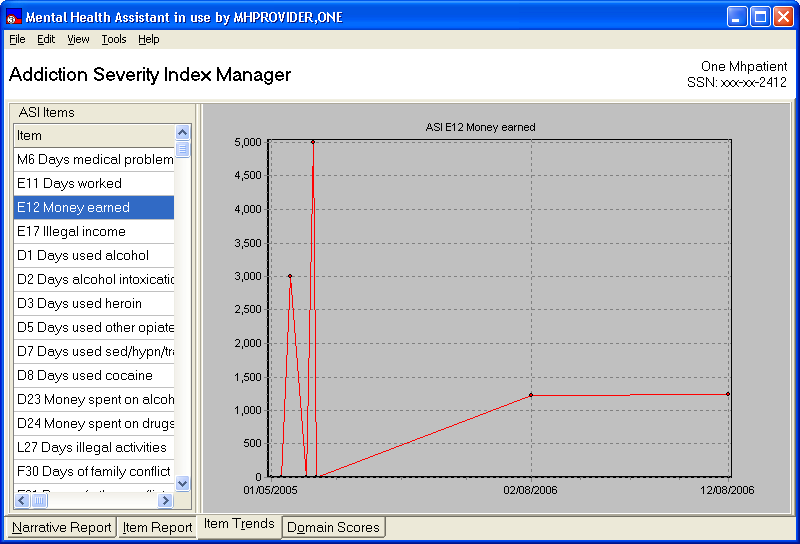 Mental Health Assistant in use by MHPROVIDER,ONE
File Edit View Tools Help
Addiction Severity Index Manager
One Mhpatient
SSN: xxx-xx-2412
ASI Items
Item
M6 Days medical problem
E11 Days worked
E12 Money earned
E17 Illegal income
D1 Days used alcohol
D2 Days alcohol intoxicatio
D3 Days used heroin
D5 Days used other opiate
D7 Days used sed/hypn/tra
D8 Days used cocaine
D23 Money spent on alcoh
D24 Money spent on drugs
L27 Days illegal activities
F30 Days of family conflict
ASI E12 Money earned
5,000
4,500
4,000
3,500
3,000
2,500
2,000
1,500
1,000
500
0
01/05/2005 02/08/2006 12/08/2006
Narrative Report Item Report Item Trends Domain Scores